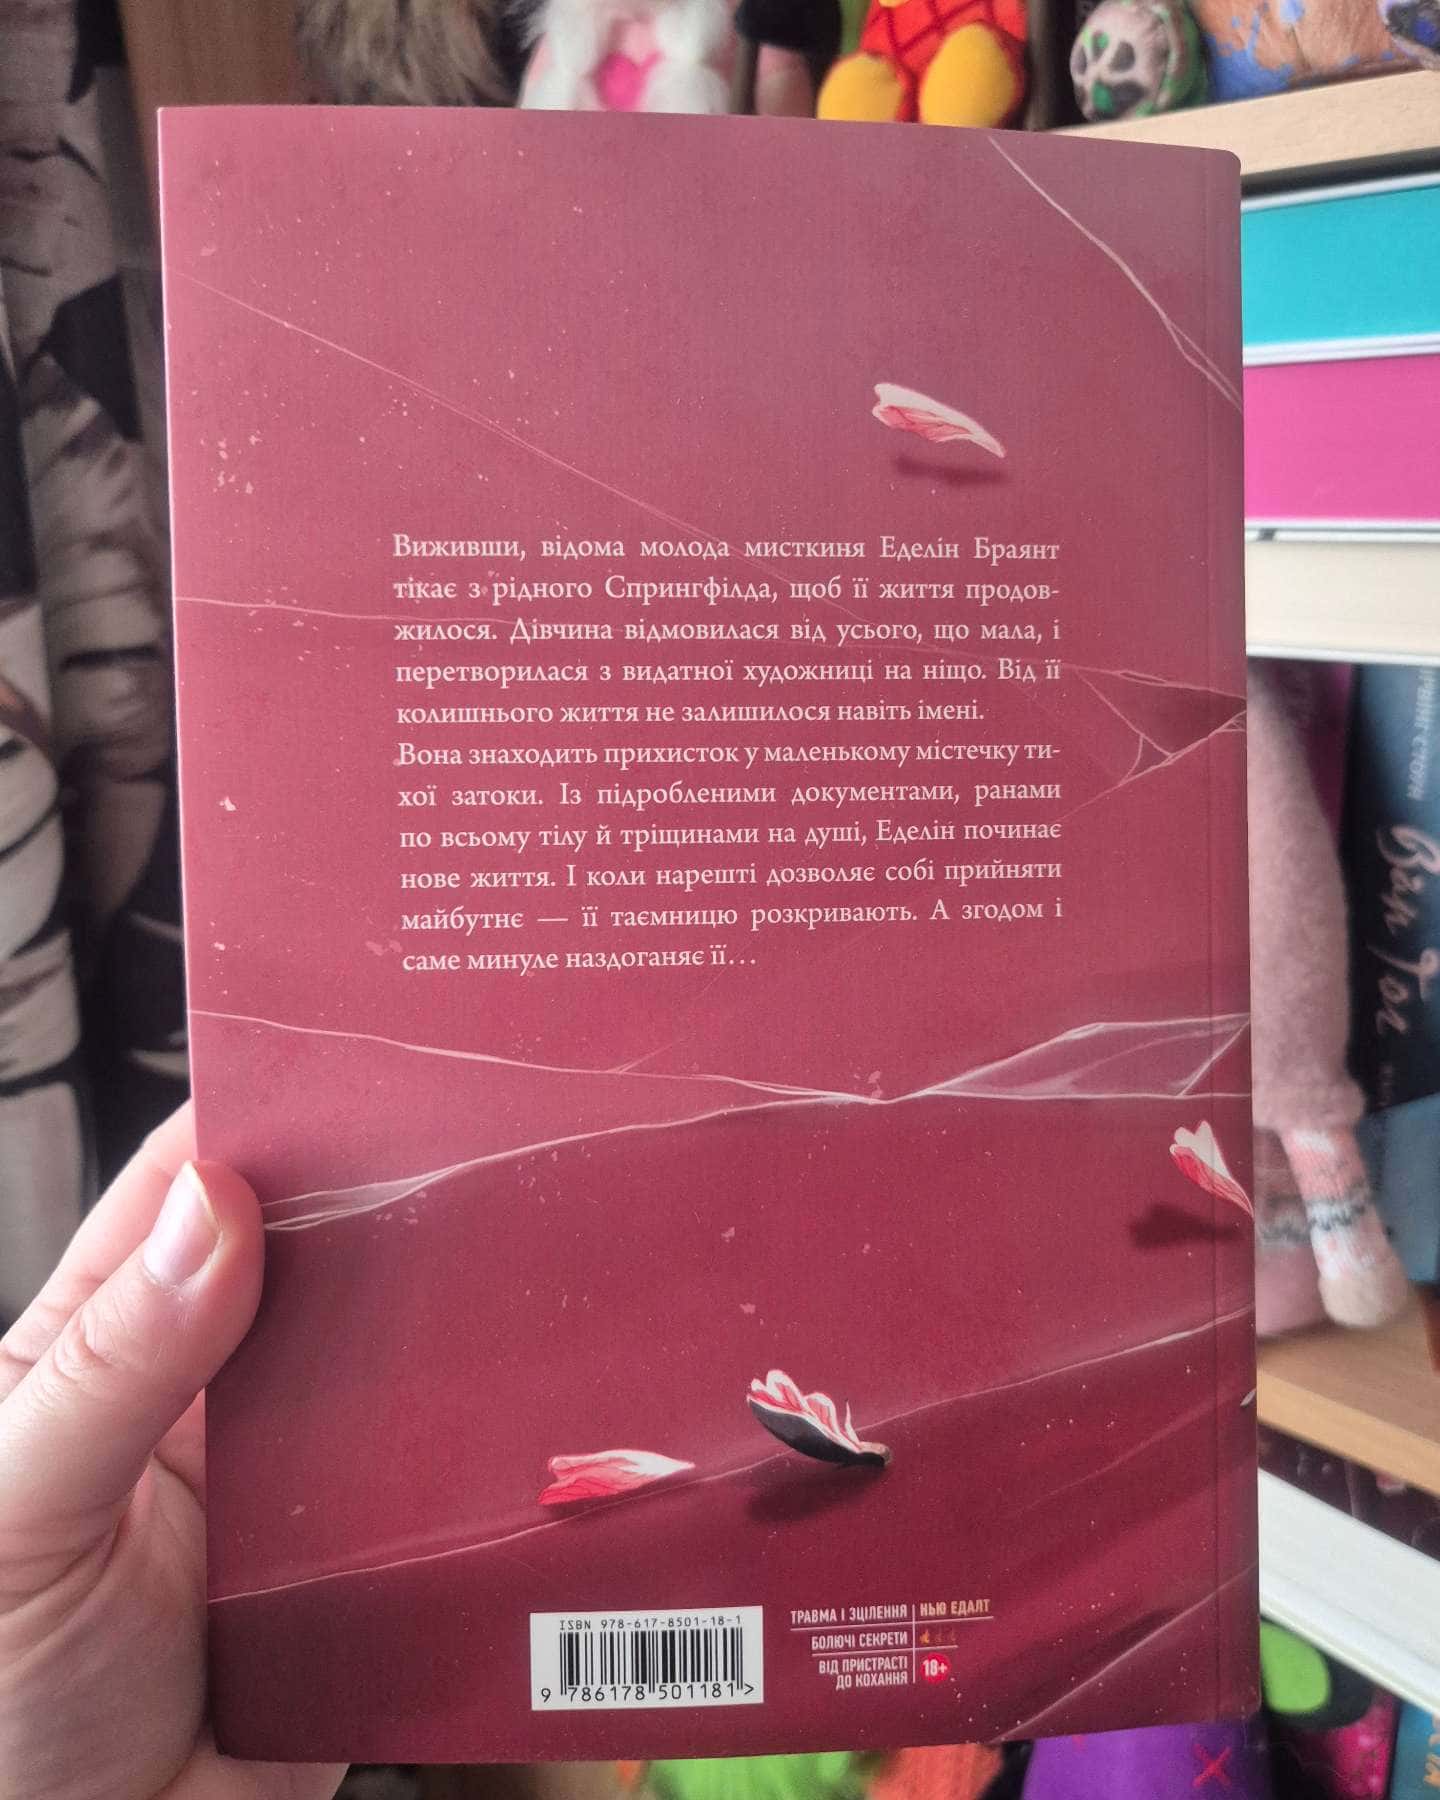 Виживши, відома молода мисткиня Еделін Браянт
тікає з рідного Спрингфілда, щоб її життя продов-
жилося. Дівчина відмовилася від усього, що мала, і
перетворилася з видатної художниці на ніщо. Від її
колишнього життя не залишилося навіть імені.
Вона знаходить прихисток у маленькому містечку ти-
хої затоки. Із підробленими документами, ранами
по всьому тілу й тріщинами на душі, Еделін починає
нове життя. І коли нарешті дозволяє собі прийняти
майбутнє — її таємницю розкривають. А згодом і
саме минуле наздоганяє її…
ISBN 978-617-8501-18-1
9 786178 501181 >
ТРАВМА І ЗЦІЛЕННЯ
БОЛЮЧІ СЕКРЕТИ
ВІД ПРИСТРАСТІ
ДО КОХАННЯ
НЬЮ ЕДАЛТ
18+
Ван Гог